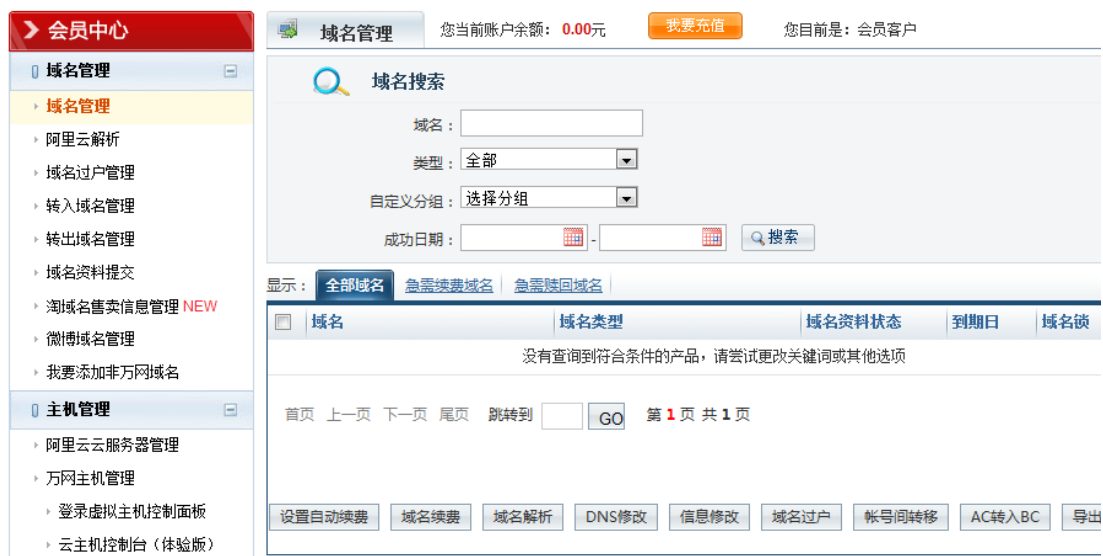 会员中心
域名管理
域名管理
阿里云解析
域名过户管理
转入域名管理
转出域名管理
域名资料提交
淘域名售卖信息管理 NEW
微博域名管理
我要添加非万网域名
主机管理
阿里云云服务器管理
万网主机管理
登录虚拟主机控制面板
云主机控制台（体验版）
域名管理 您当前账户余额：0.00元 我要充值 您目前是：会员客户
域名搜索
域名：
类型：全部
自定义分组：选择分组
成功日期： - 搜索
显示： 全部域名 急需续费域名 急需赎回域名
域名 域名类型 域名资料状态 到期日 域名锁
没有查询到符合条件的产品，请尝试更改关键词或其他选项
首页 上一页 下一页 尾页 跳转到 GO 第 1 页 共 1 页
设置自动续费 域名续费 域名解析 DNS修改 信息修改 域名过户 帐号间转移 AC转入BC 导出